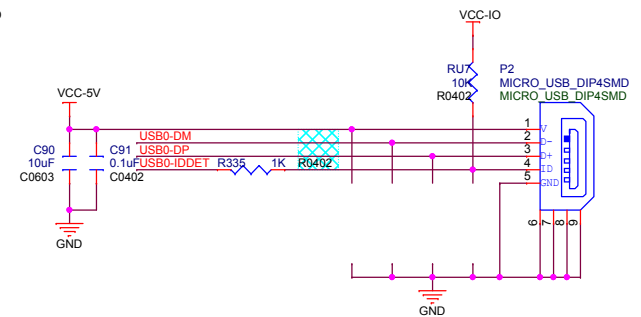 VCC-IO
RU7
10K
R0402
P2
MICRO_USB_DIP4SMD
MICRO_USB_DIP4SMD
VCC-5V
C90
10uF
C0603
C91
0.1uF
C0402
USB0-DM
USB0-DP
USB0-IDDET
R335
1K
R0402
1
2
3
4
5
V
D-
D+
ID
GND
6
7
8
9
GND
GND